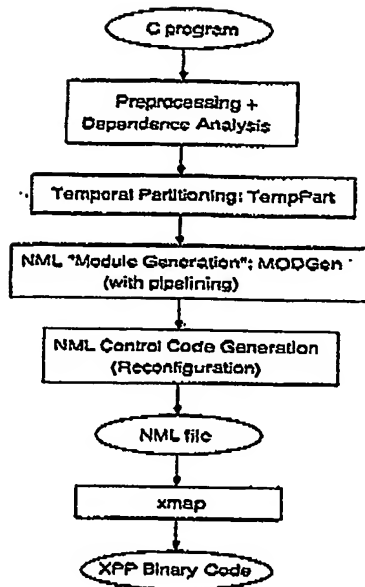 C program
Preprocessing +
Dependence Analysis
Temporal Partitioning: TempPart
NML "Module Generation": MODGen
(with pipelining)
NML Control Code Generation
(Reconfiguration)
NML file
xmap
XPP Binary Code